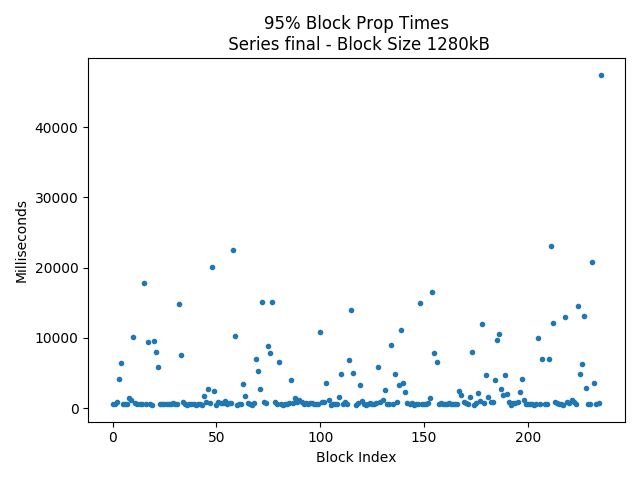 95% Block Prop Times
Series final - Block Size 1280kB
Milliseconds
40000
30000
20000
10000
0
0 50 100 150 200
Block Index